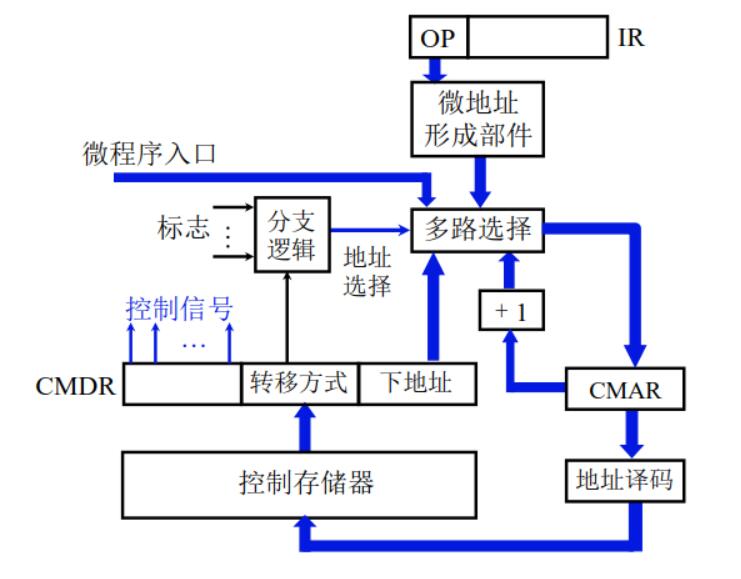 OP
IR
微地址
形成部件
微程序入口
标志
⋮
分支
逻辑
地址
选择
多路选择
控制信号
…
+ 1
CMDR
转移方式
下地址
CMAR
控制存储器
地址译码